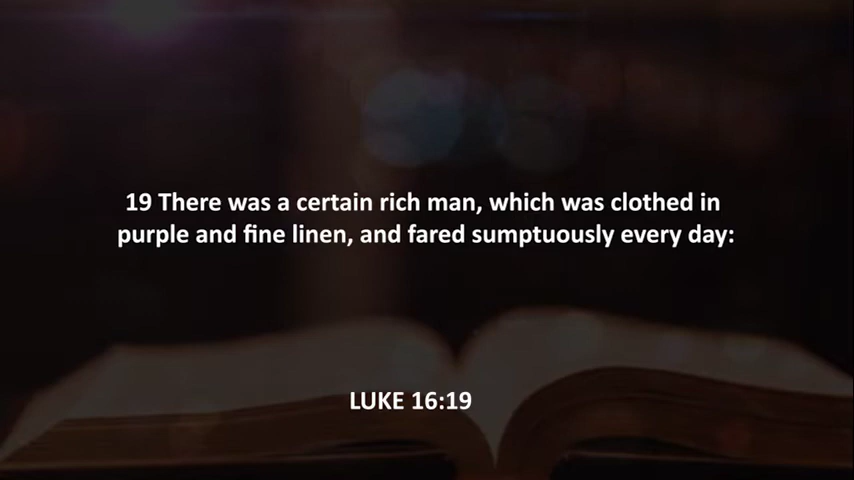 19 There was a certain rich man, which was clothed in
purple and fine linen, and fared sumptuously every day:
LUKE 16:19